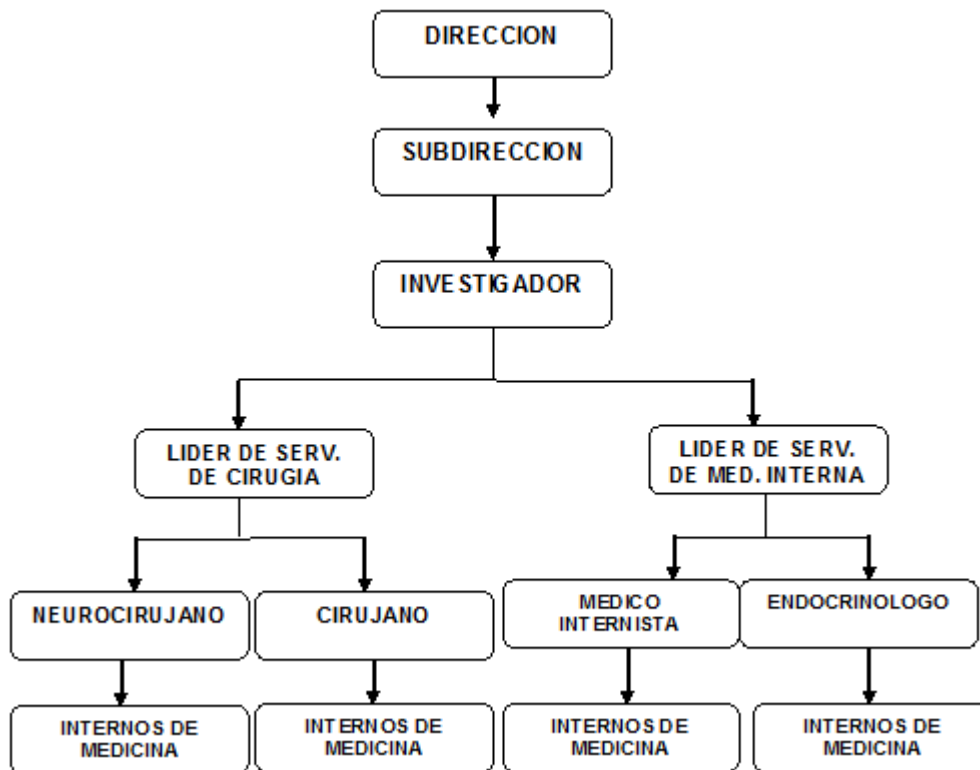 DIRECCION
SUBDIRECCION
INVESTIGADOR
LIDER DE SERV.
DE CIRUGIA
LIDER DE SERV.
DE MED. INTERNA
NEUROCIRUJANO
CIRUJANO
MEDICO
INTERNISTA
ENDOCRINOLOGO
INTERNOS DE
MEDICINA
INTERNOS DE
MEDICINA
INTERNOS DE
MEDICINA
INTERNOS DE
MEDICINA